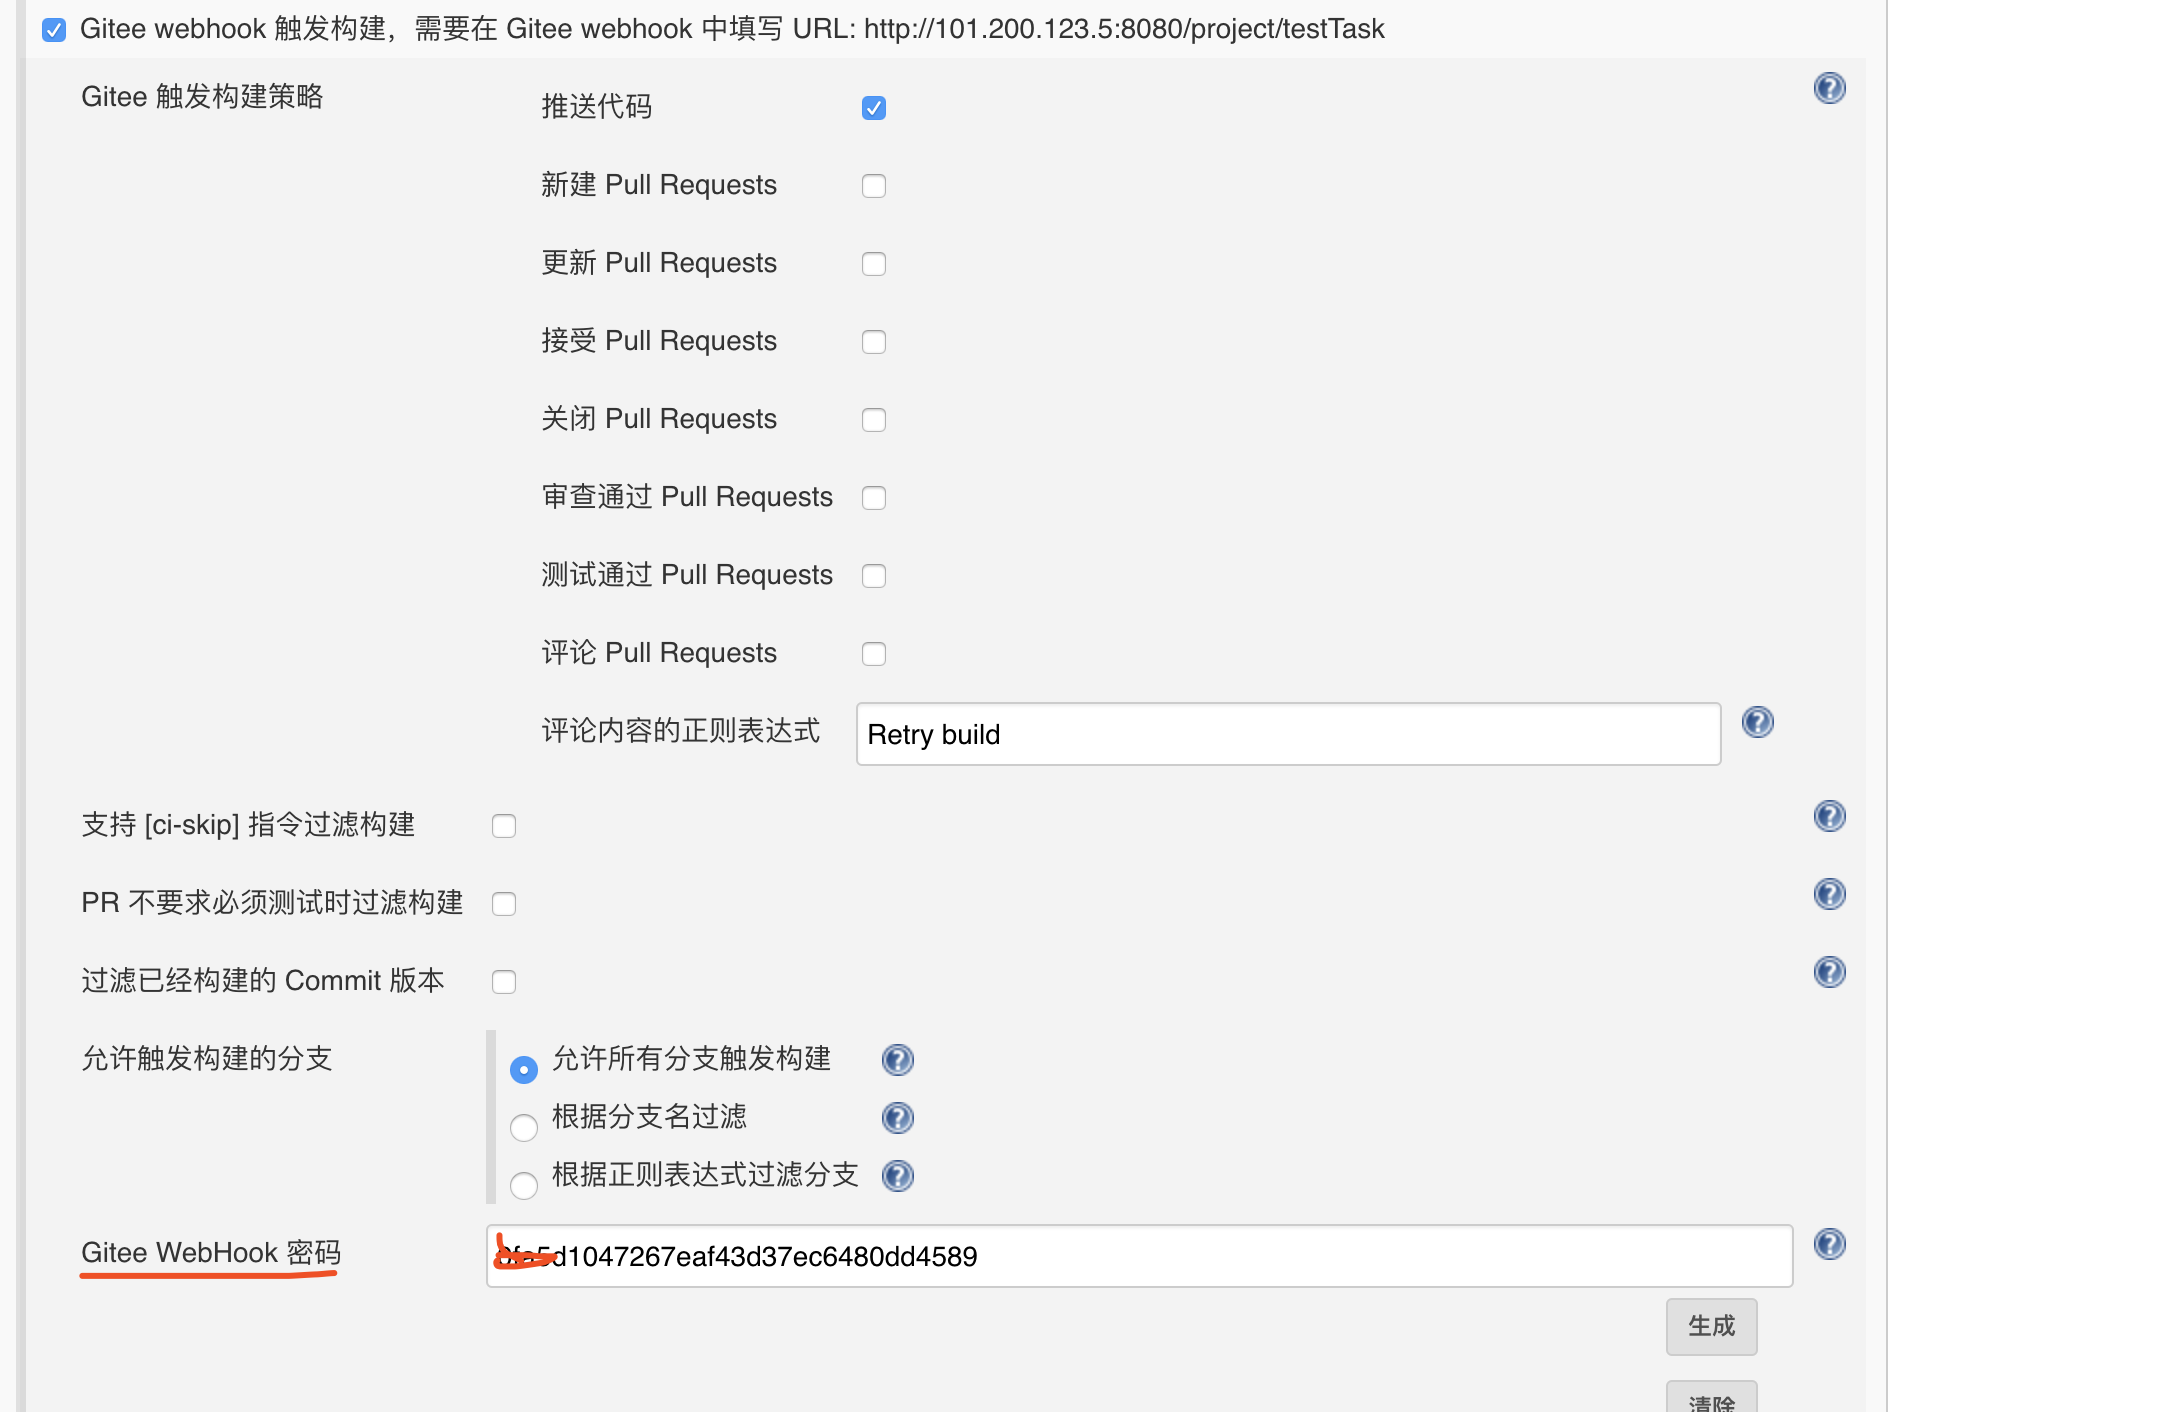 Gitee webhook 触发构建，需要在 Gitee webhook 中填写 URL: http://101.200.123.5:8080/project/testTask
Gitee 触发构建策略
推送代码
新建 Pull Requests
更新 Pull Requests
接受 Pull Requests
关闭 Pull Requests
审查通过 Pull Requests
测试通过 Pull Requests
评论 Pull Requests
评论内容的正则表达式 Retry build
支持 [ci-skip] 指令过滤构建
PR 不要求必须测试时过滤构建
过滤已经构建的 Commit 版本
允许触发构建的分支
允许所有分支触发构建
根据分支名过滤
根据正则表达式过滤分支
Gitee WebHook 密码
生成
清除